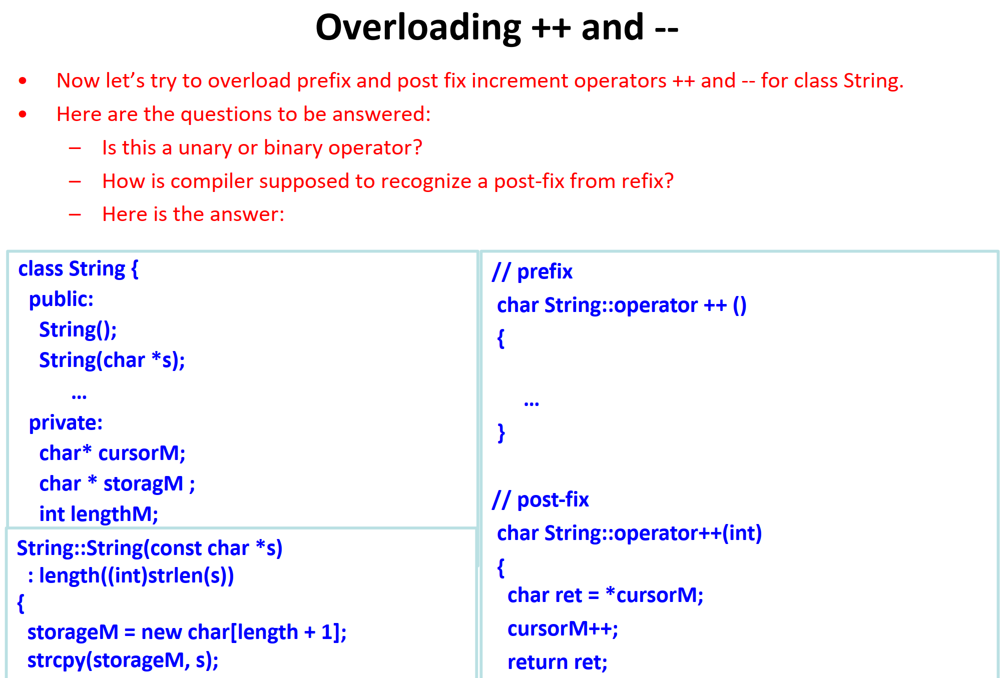 Overloading ++ and --
• Now let’s try to overload prefix and post fix increment operators ++ and -- for class String.
• Here are the questions to be answered:
– Is this a unary or binary operator?
– How is compiler supposed to recognize a post-fix from refix?
– Here is the answer:
class String {
public:
String();
String(char *s);
...
private:
char* cursorM;
char * storagM ;
int lengthM;
String::String(const char *s)
: length((int)strlen(s))
{
storageM = new char[length + 1];
strcpy(storageM, s);
// prefix
char String::operator ++ ()
{
...
}
// post-fix
char String::operator++(int)
{
char ret = *cursorM;
cursorM++;
return ret;